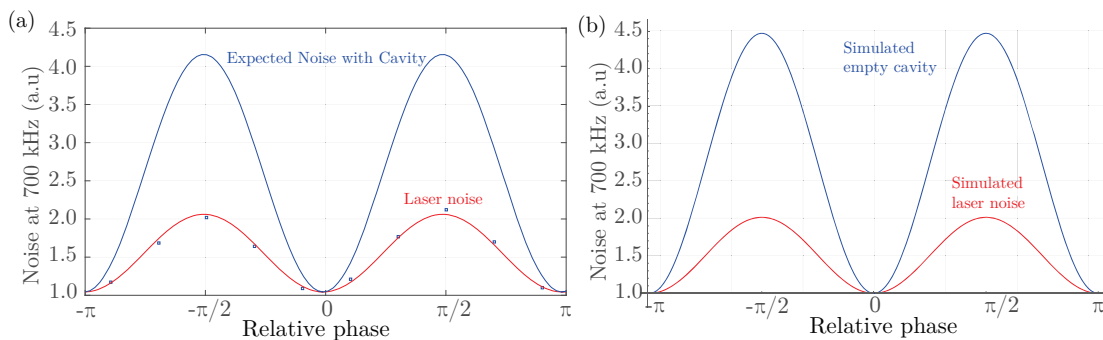 (a)
Noise at 700 kHz (a.u)
4.5
4.0
3.5
3.0
2.5
2.0
1.5
1.0
Expected Noise with Cavity
Laser noise
-π
-π/2
0
π/2
π
Relative phase
(b)
Noise at 700 kHz (a.u)
4.5
4.0
3.5
3.0
2.5
2.0
1.5
1.0
Simulated
empty cavity
Simulated
laser noise
-π
-π/2
0
π/2
π
Relative phase